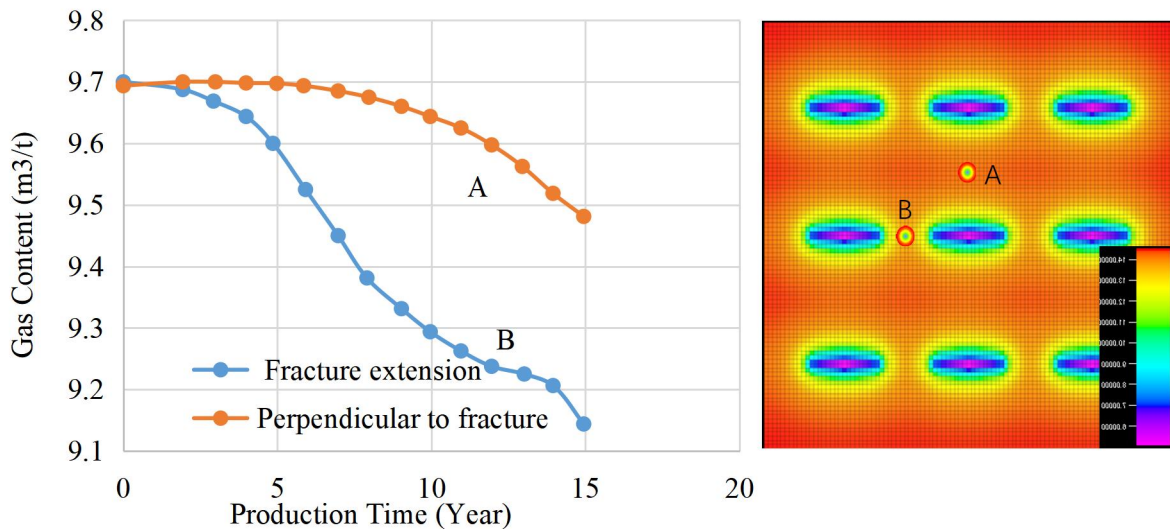 9.8
9.7
9.6
9.5
9.4
9.3
9.2
9.1
Gas Content (m3/t)
A
B
Fracture extension
Perpendicular to fracture
0
5
10
15
20
Production Time (Year)
A
B